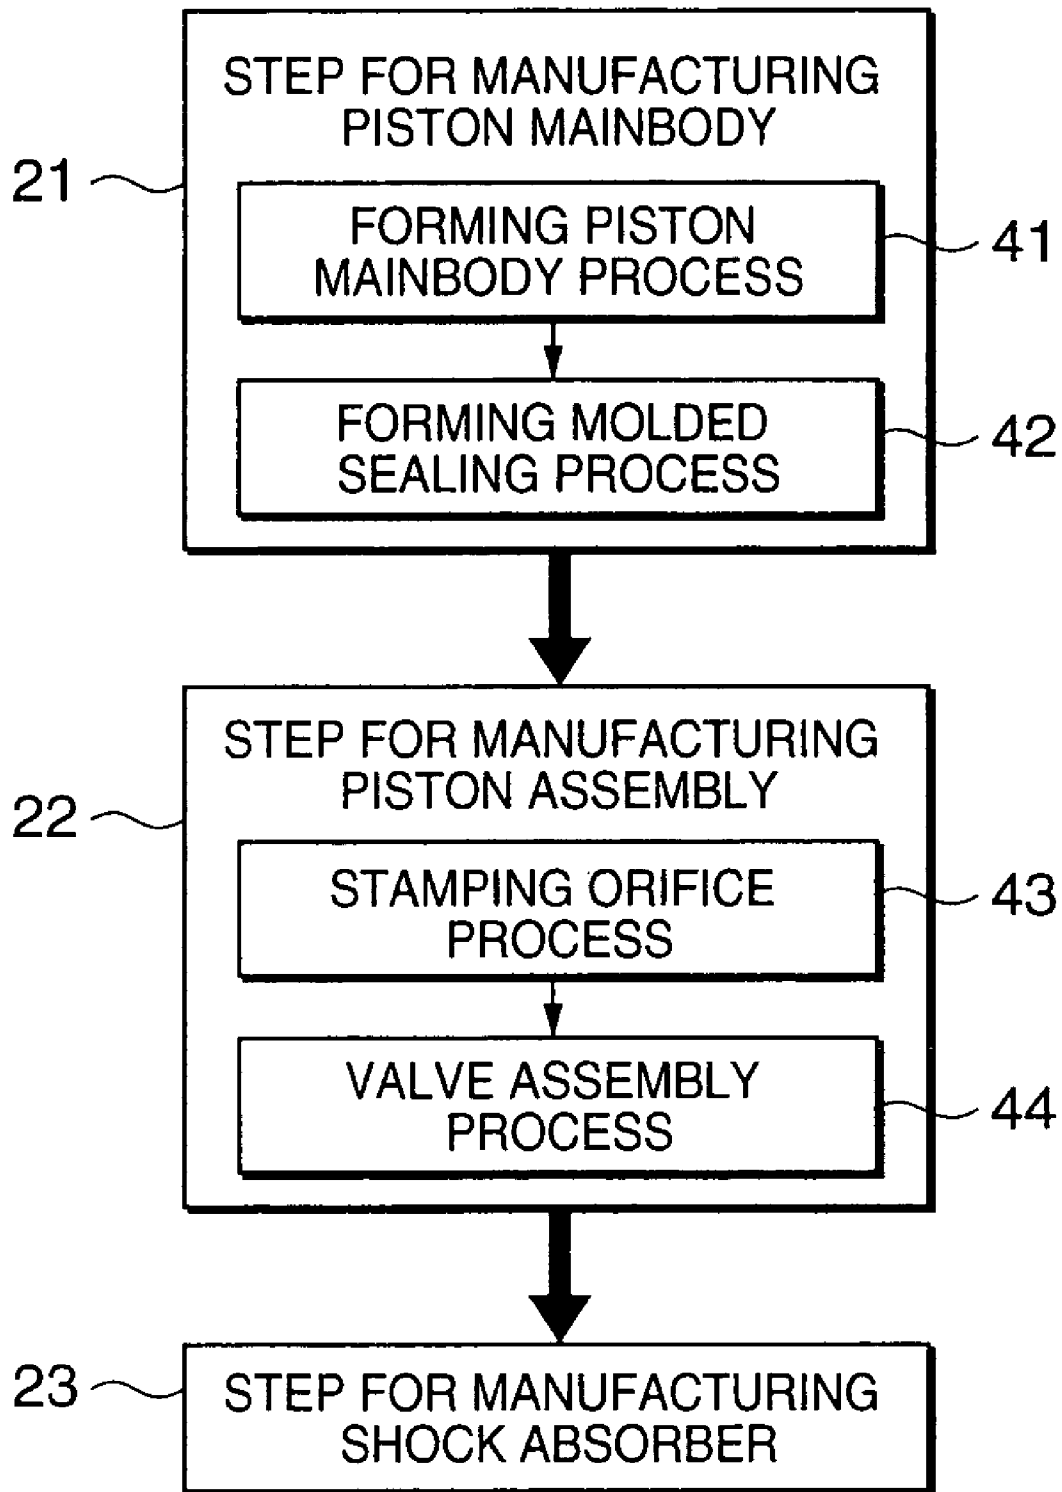 STEP FOR MANUFACTURING
PISTON MAINBODY
21
FORMING PISTON
MAINBODY PROCESS
41
FORMING MOLDED
SEALING PROCESS
42
STEP FOR MANUFACTURING
PISTON ASSEMBLY
22
STAMPING ORIFICE
PROCESS
43
VALVE ASSEMBLY
PROCESS
44
23
STEP FOR MANUFACTURING
SHOCK ABSORBER